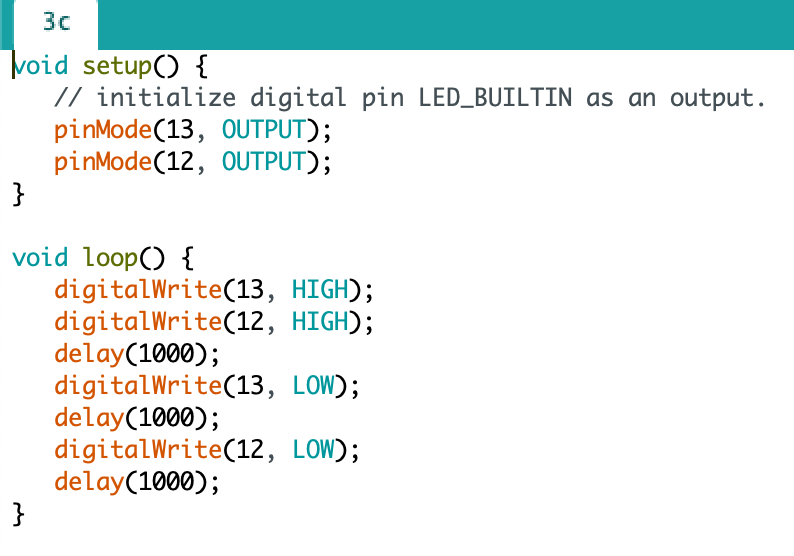 3c
void setup() {
   // initialize digital pin LED_BUILTIN as an output.
   pinMode(13, OUTPUT);
   pinMode(12, OUTPUT);
}
void loop() {
   digitalWrite(13, HIGH);
   digitalWrite(12, HIGH);
   delay(1000);
   digitalWrite(13, LOW);
   delay(1000);
   digitalWrite(12, LOW);
   delay(1000);
}